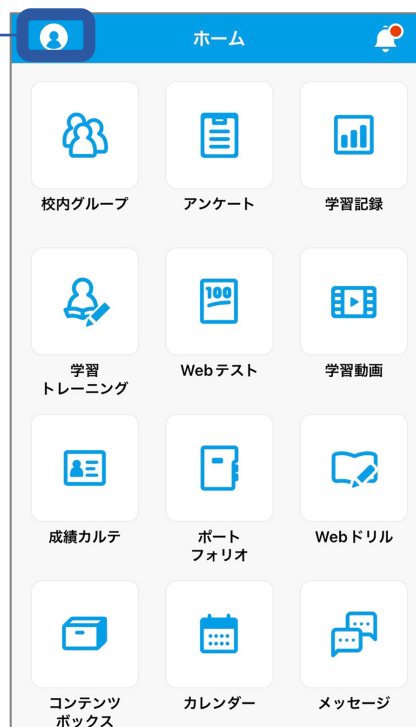 ホーム
校内グループ
アンケート
学習記録
100
学習
トレーニング
Webテスト
学習動画
成績カルテ
ポート
フォリオ
Webドリル
コンテンツ
ボックス
カレンダー
メッセージ